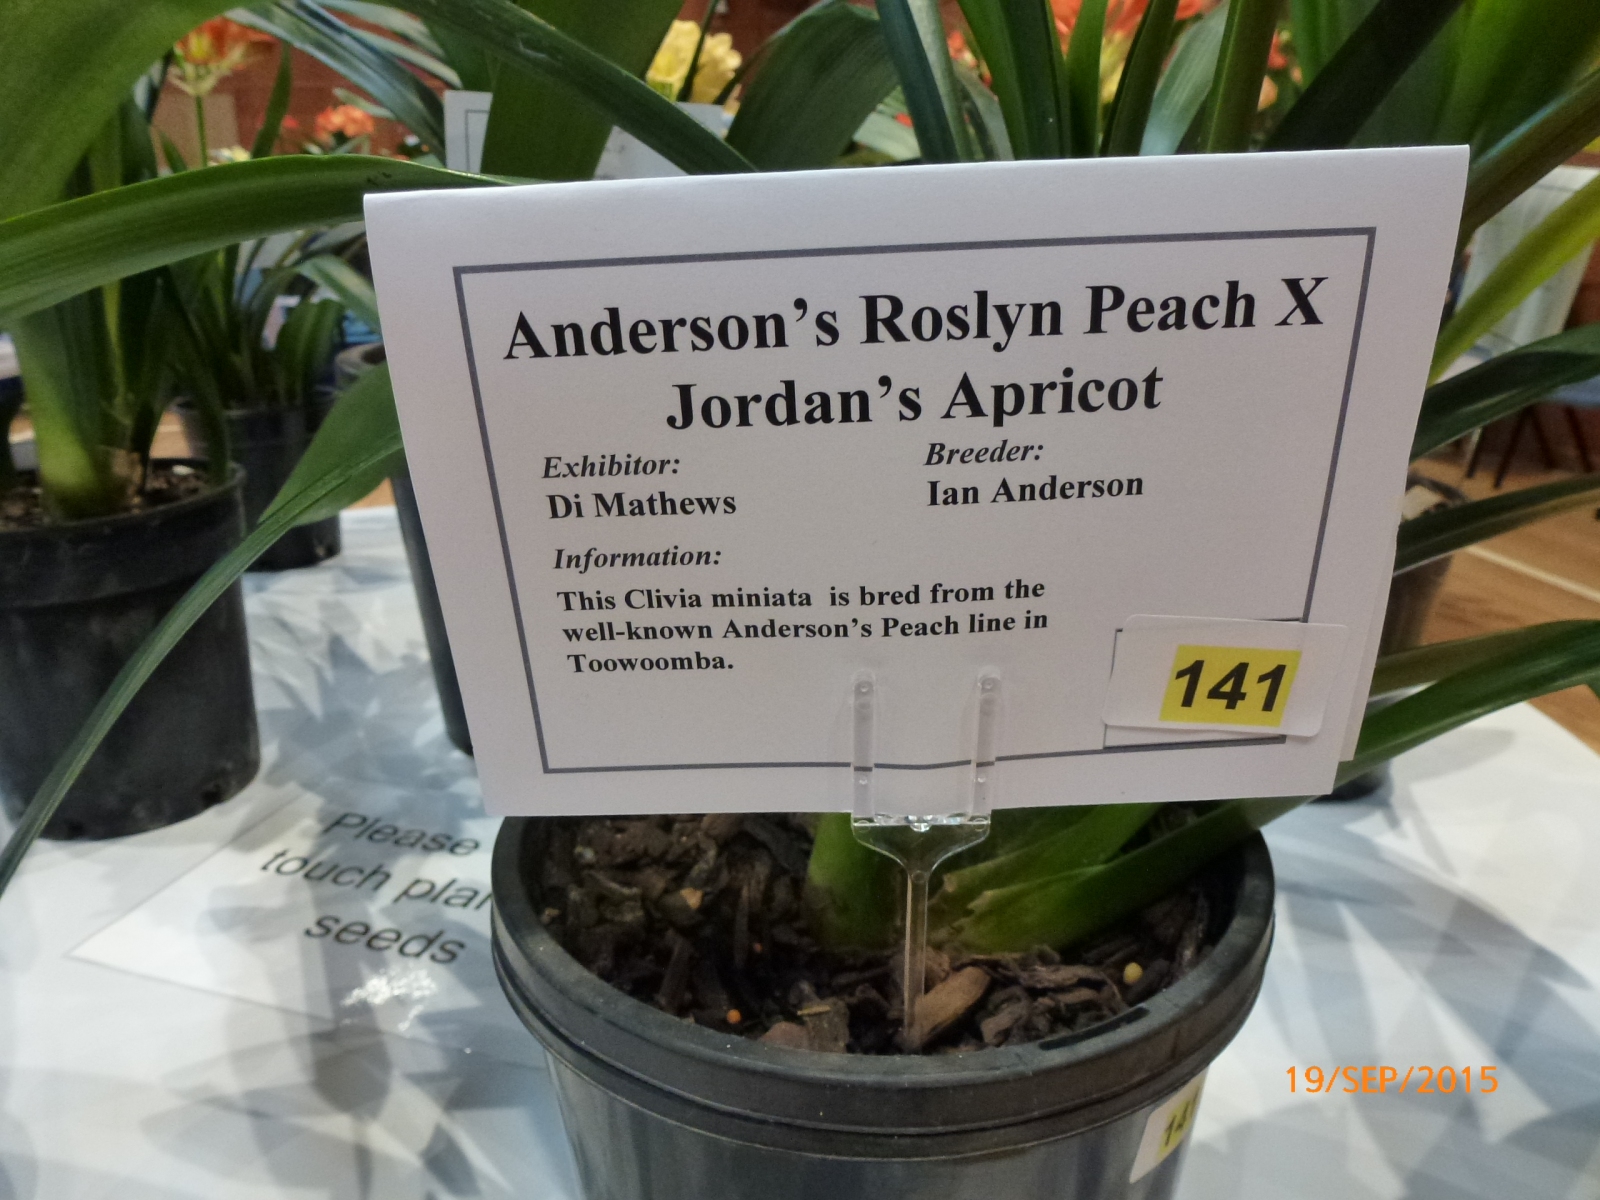 Anderson's Roslyn Peach X
Jordan's Apricot
Exhibitor:
Di Mathews
Breeder:
Ian Anderson
Information:
This Clivia miniata is bred from the
well-known Anderson's Peach line in
Toowoomba.
141
Please
touch
seeds
19/SEP/2015